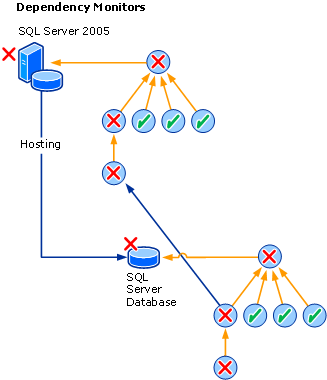 Dependency Monitors
SQL Server 2005
Hosting
SQL
Server
Database